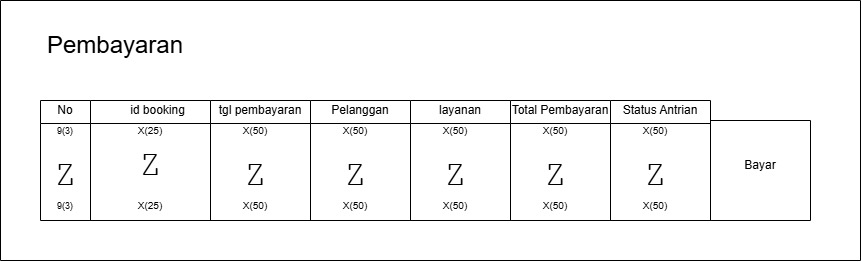 Pembayaran
No id booking tgl pembayaran Pelanggan layanan Total Pembayaran Status Antrian
9(3) X(25) X(50) X(50) X(50) X(50) X(50)
Z Z Z Z Z Z Z
Bayar
9(3) X(25) X(50) X(50) X(50) X(50) X(50)